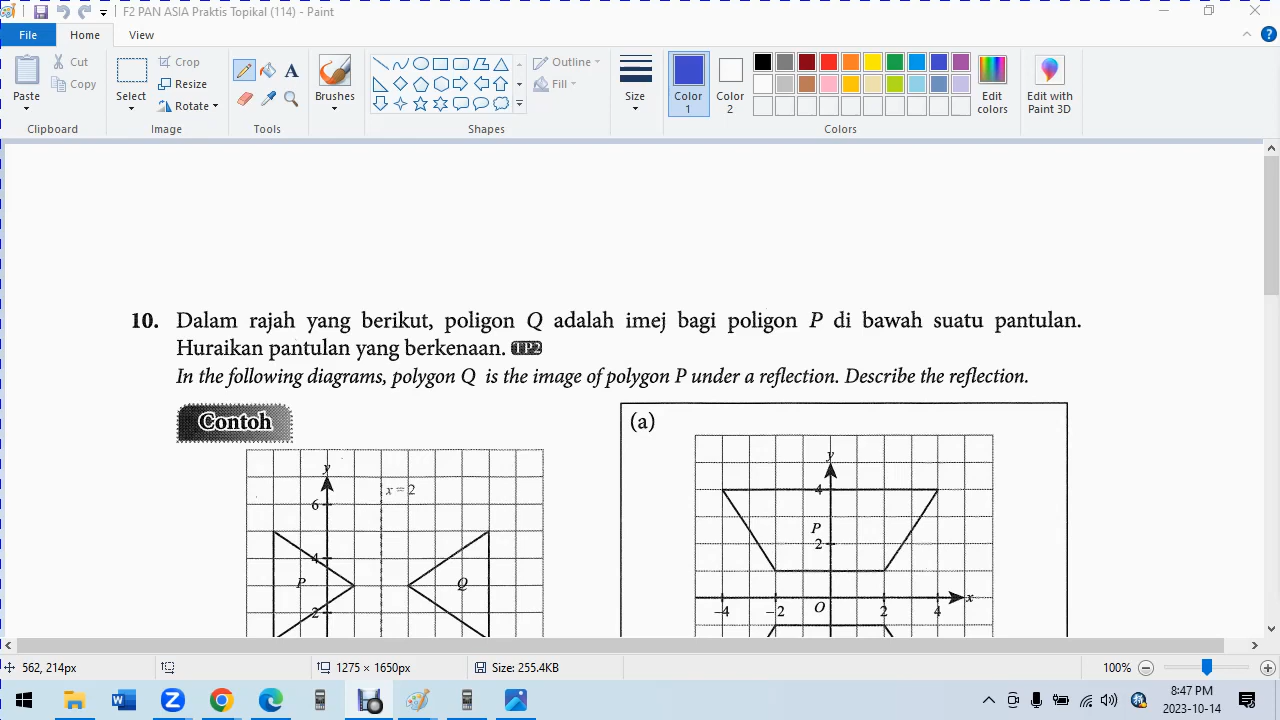 F2 PAN ASIA Praktis Topikal (114) - Paint
File Home View
Paste
Cut
Copy
Clipboard
Select
Crop
Resize
Rotate
Image
A
Tools
Brushes
Outline
Fill
Shapes
Size
Color 1
Color 2
Edit colors
Edit with Paint 3D
Colors
10. Dalam rajah yang berikut, poligon Q adalah imej bagi poligon P di bawah suatu pantulan.
Huraikan pantulan yang berkenaan.
In the following diagrams, polygon Q is the image of polygon P under a reflection. Describe the reflection.
Contoh
y
x = 2
6
4
P
Q
2
(a)
y
4
P
2
-4 -2 O 2 4 x
562, 214px
1275 × 1650px
Size: 255.4KB
100%
8:47 PM
2023-10-14